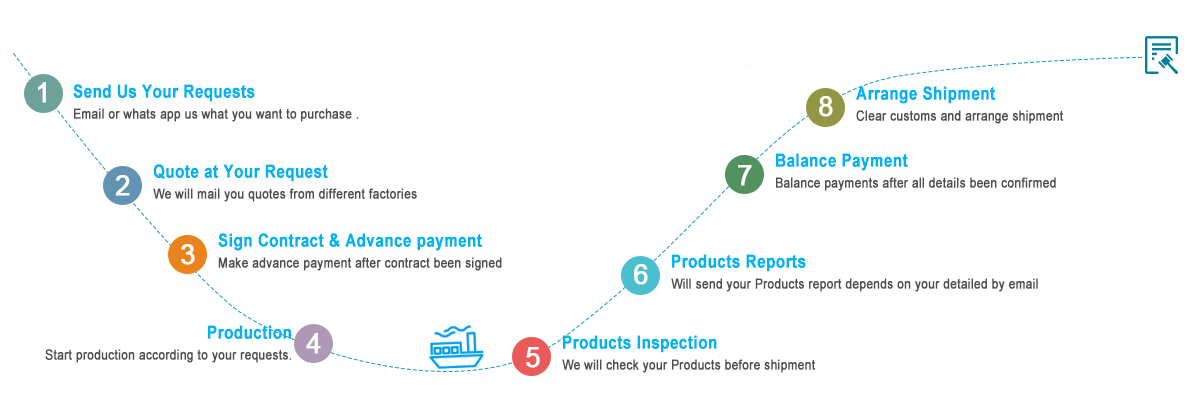 1
Send Us Your Requests
Email or whats app us what you want to purchase .
2
Quote at Your Request
We will mail you quotes from different factories
3
Sign Contract & Advance payment
Make advance payment after contract been signed
4
Production
Start production according to your requests.
5
Products Inspection
We will check your Products before shipment
6
Products Reports
Will send your Products report depends on your detailed by email
7
Balance Payment
Balance payments after all details been confirmed
8
Arrange Shipment
Clear customs and arrange shipment